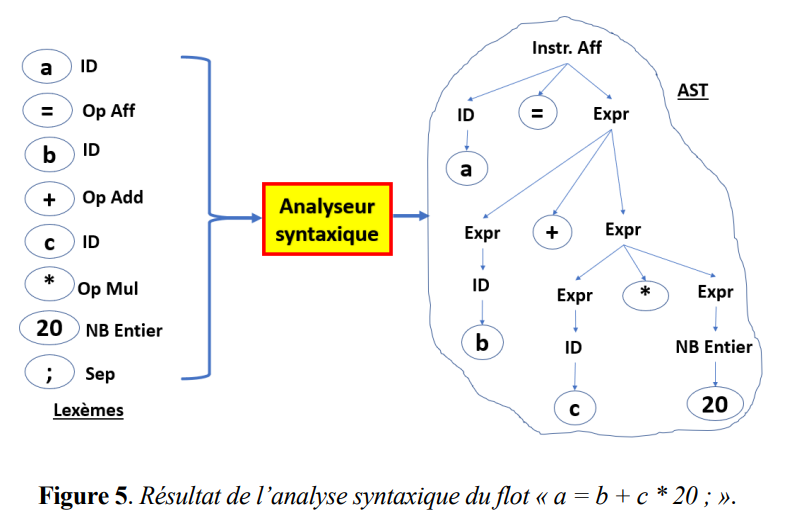 a ID
= Op Aff
b ID
+ Op Add
c ID
* Op Mul
20 NB Entier
; Sep
Lexèmes
Analyseur
syntaxique
Instr. Aff
AST
ID = Expr
a
Expr + Expr
ID Expr * Expr
b ID NB Entier
c 20
Figure 5. Résultat de l’analyse syntaxique du flot « a = b + c * 20 ; ».